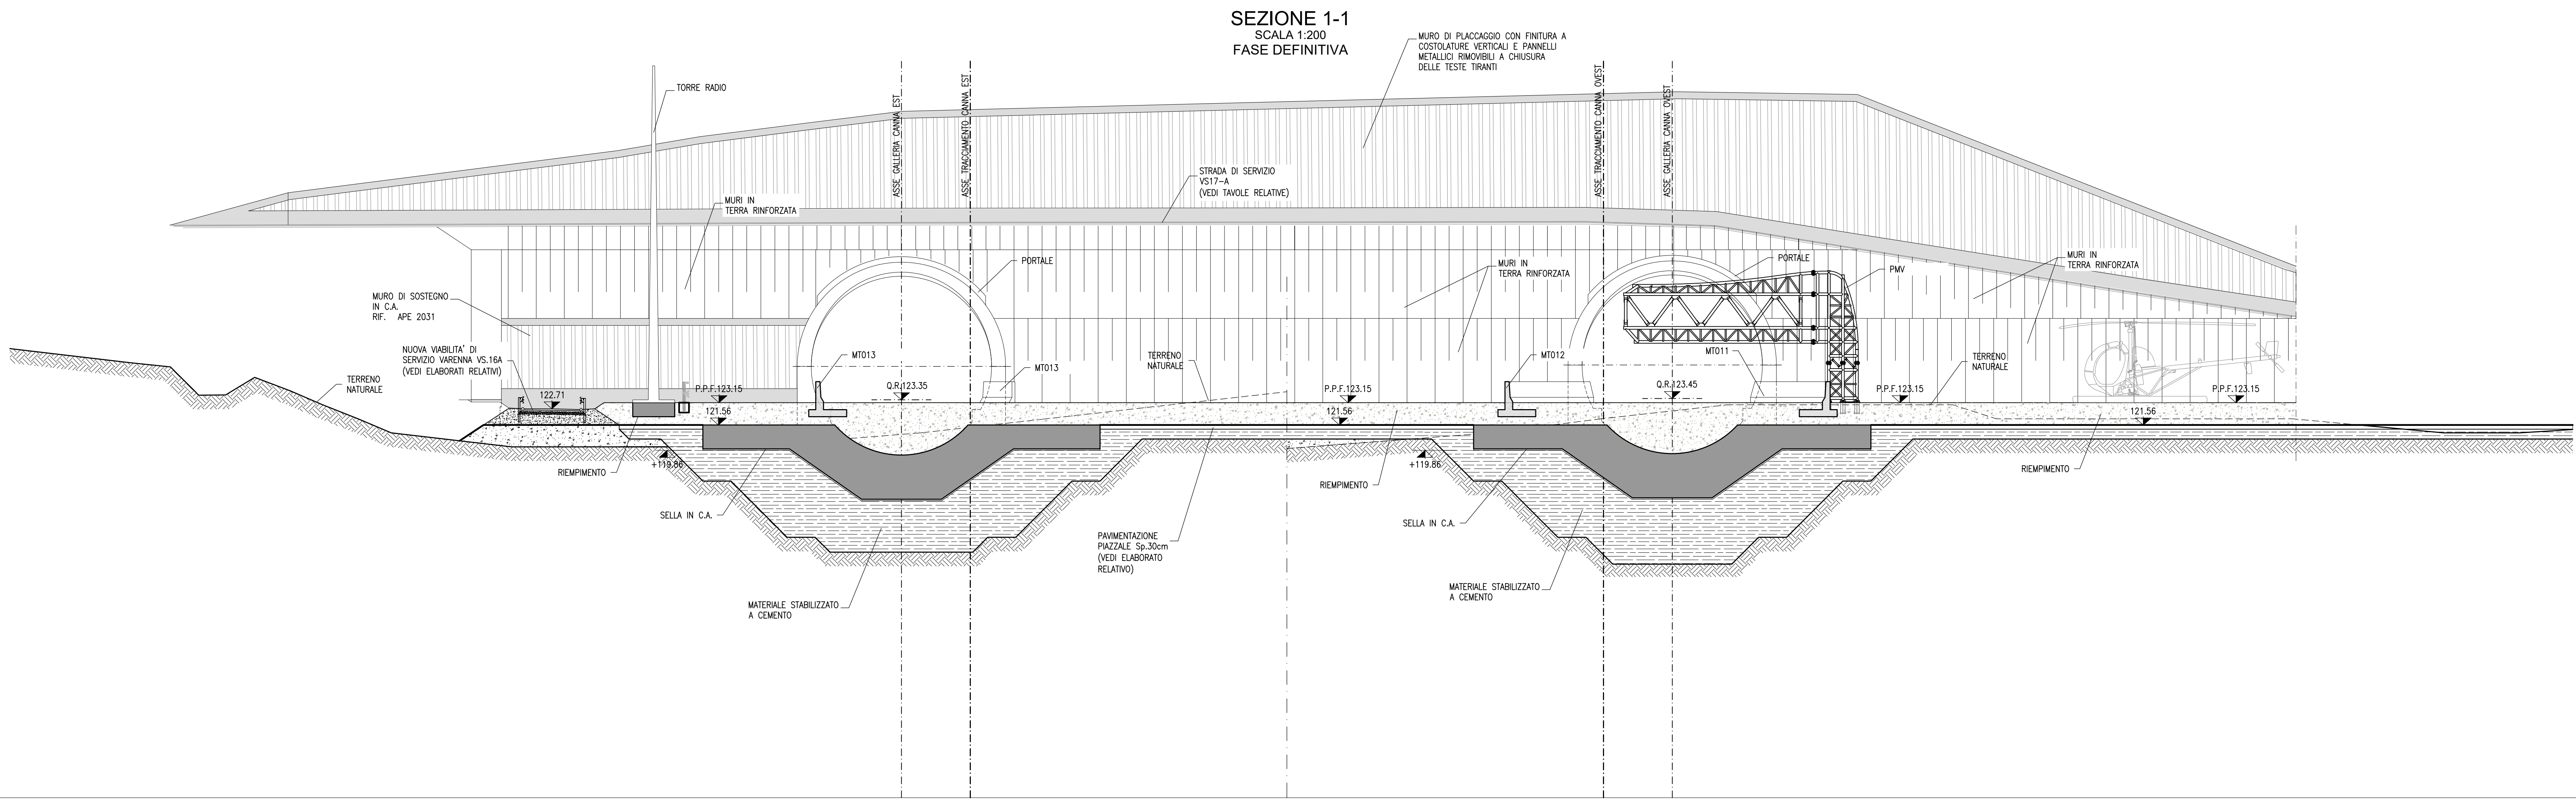 SEZIONE 1-1
SCALA 1:200
FASE DEFINITIVA
MURO DI PLACCAGGIO CON FINITURA A
COSTOLATURE VERTICALI E PANNELLI
METALLICI RIMOVIBILI A CHIUSURA
DELLE TESTE TIRANTI
TORRE RADIO
ASSE GALLERIA CANNA EST
ASSE TRACCIAMENTO CANNA EST
ASSE TRACCIAMENTO CANNA OVEST
ASSE GALLERIA CANNA OVEST
STRADA DI SERVIZIO
VS17-A
(VEDI TAVOLE RELATIVE)
MURI IN
TERRA RINFORZATA
PORTALE
MURI IN
TERRA RINFORZATA
PORTALE
PMV
MURI IN
TERRA RINFORZATA
MURO DI SOSTEGNO
IN C.A.
RIF. APE 2031
NUOVA VIABILITA' DI
SERVIZIO VARENNA VS.16A
(VEDI ELABORATI RELATIVI)
TERRENO
NATURALE
122.71
P.P.F.123.15
121.56
MT013
Q.R.123.35
MT013
TERRENO
NATURALE
P.P.F.123.15
121.56
MT012
Q.R.123.45
MT011
P.P.F.123.15
TERRENO
NATURALE
121.56
P.P.F.123.15
RIEMPIMENTO
+119.86
SELLA IN C.A.
MATERIALE STABILIZZATO
A CEMENTO
PAVIMENTAZIONE
PIAZZALE Sp.30cm
(VEDI ELABORATO
RELATIVO)
RIEMPIMENTO
+119.86
SELLA IN C.A.
MATERIALE STABILIZZATO
A CEMENTO
RIEMPIMENTO